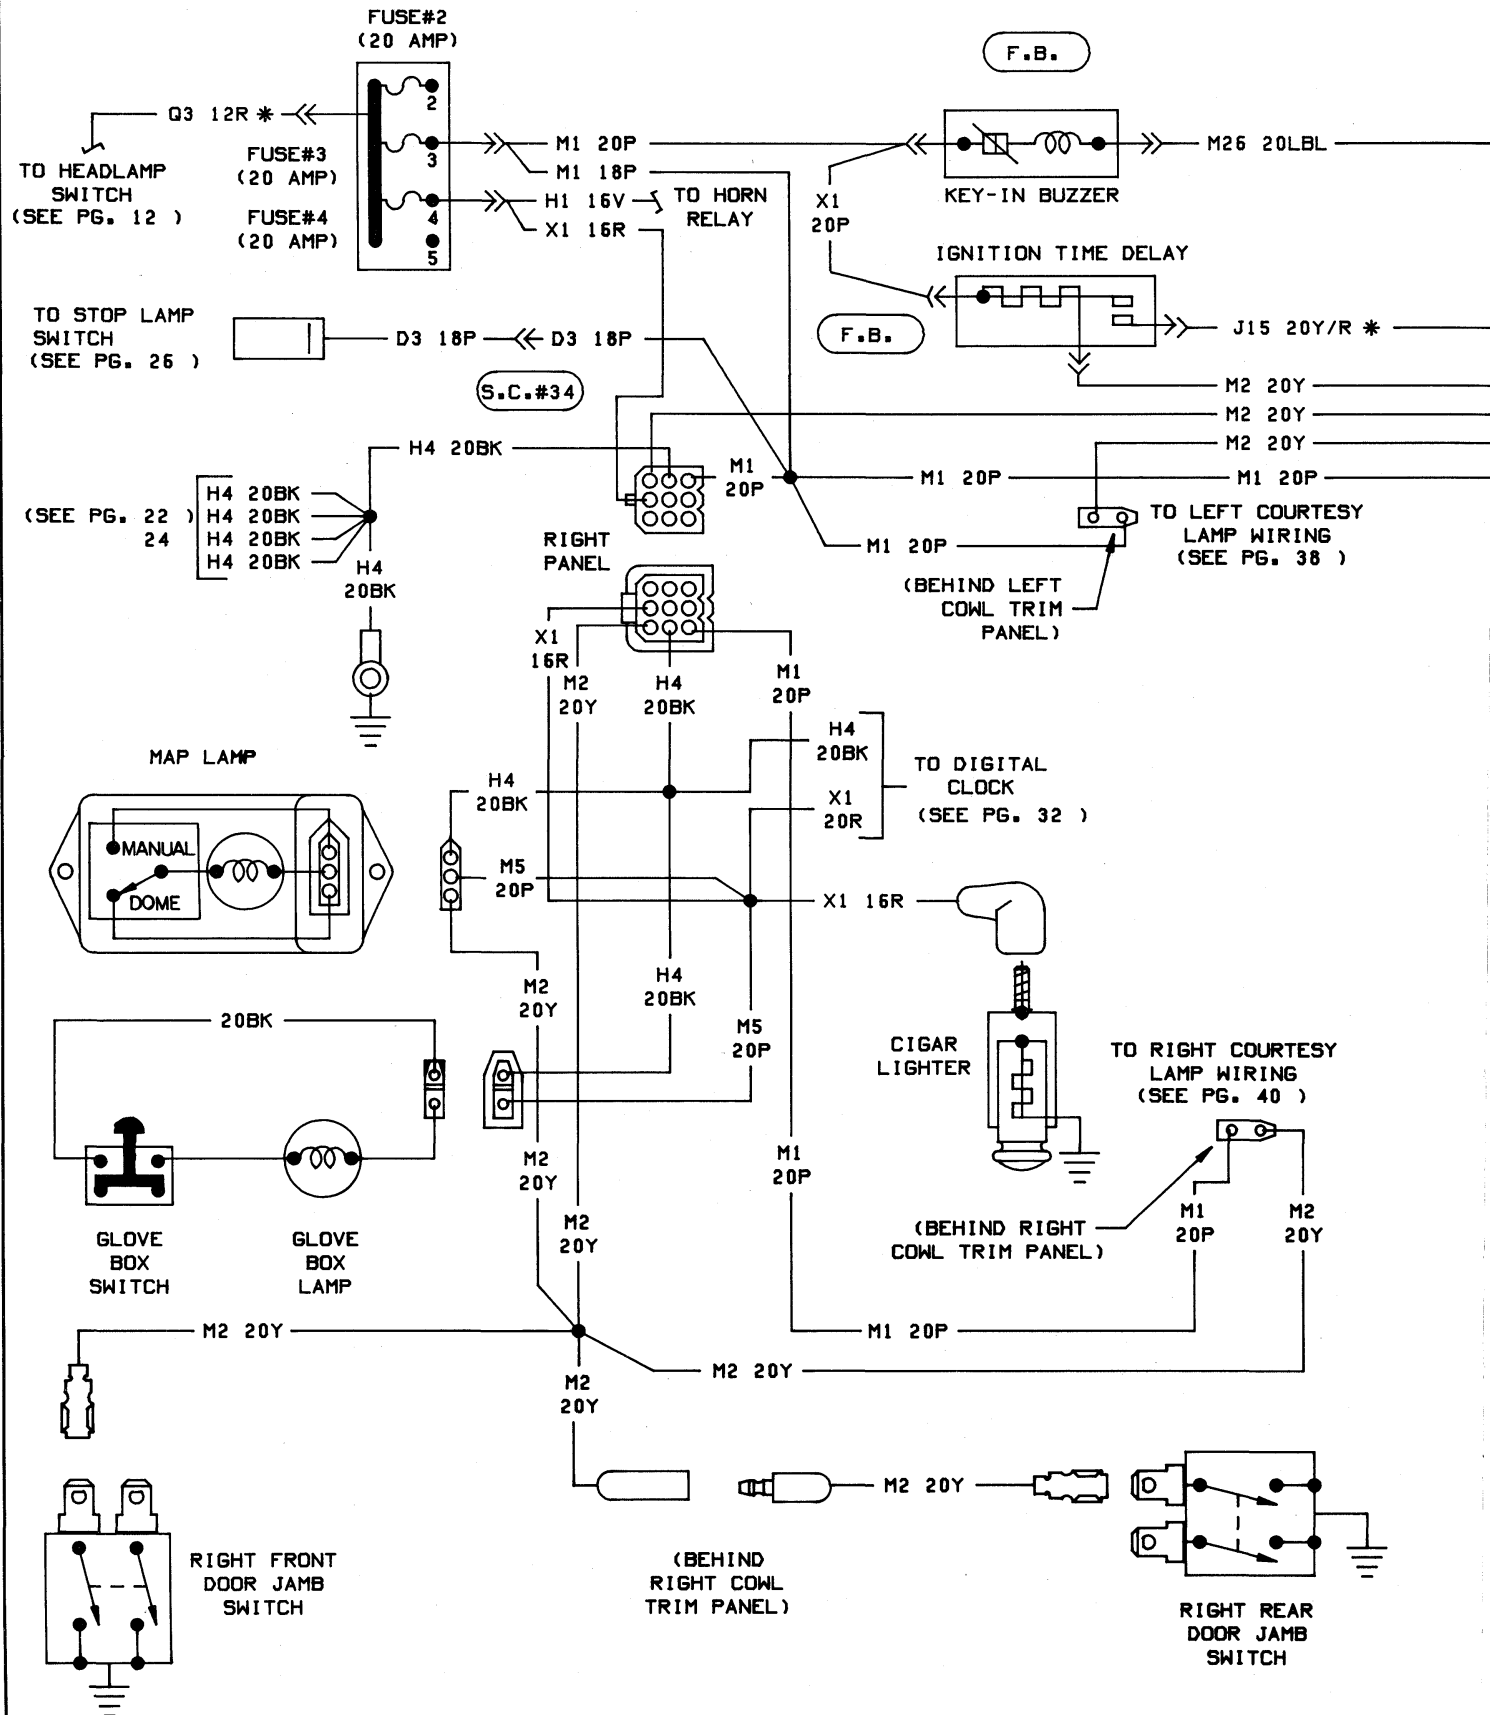 FUSE#2
(20 AMP)
F.B.
2
Q3 12R *
FUSE#3
(20 AMP)
3
M1 20P
M1 18P
M26 20LBL
KEY-IN BUZZER
TO HEADLAMP
SWITCH
(SEE PG. 12 )
FUSE#4
(20 AMP)
4
5
H1 16V
X1 16R
TO HORN
RELAY
X1
20P
IGNITION TIME DELAY
TO STOP LAMP
SWITCH
(SEE PG. 26 )
D3 18P
D3 18P
F.B.
J15 20Y/R *
S.C.#34
M2 20Y
M2 20Y
M2 20Y
H4 20BK
M1
20P
M1 20P
M1 20P
(SEE PG. 22 )
24
H4 20BK
H4 20BK
H4 20BK
H4 20BK
H4
20BK
RIGHT
PANEL
M1 20P
TO LEFT COURTESY
LAMP WIRING
(SEE PG. 38 )
(BEHIND LEFT
COWL TRIM
PANEL)
X1
16R
M2
20Y
H4
20BK
M1
20P
MAP LAMP
H4
20BK
X1
20R
TO DIGITAL
CLOCK
(SEE PG. 32 )
H4
20BK
MANUAL
DOME
M5
20P
X1 16R
M2
20Y
H4
20BK
M5
20P
20BK
CIGAR
LIGHTER
TO RIGHT COURTESY
LAMP WIRING
(SEE PG. 40 )
M2
20Y
M1
20P
GLOVE
BOX
SWITCH
GLOVE
BOX
LAMP
M2
20Y
(BEHIND RIGHT
COWL TRIM PANEL)
M1
20P
M2
20Y
M2 20Y
M1 20P
M2 20Y
M2
20Y
M2 20Y
RIGHT FRONT
DOOR JAMB
SWITCH
(BEHIND
RIGHT COWL
TRIM PANEL)
RIGHT REAR
DOOR JAMB
SWITCH